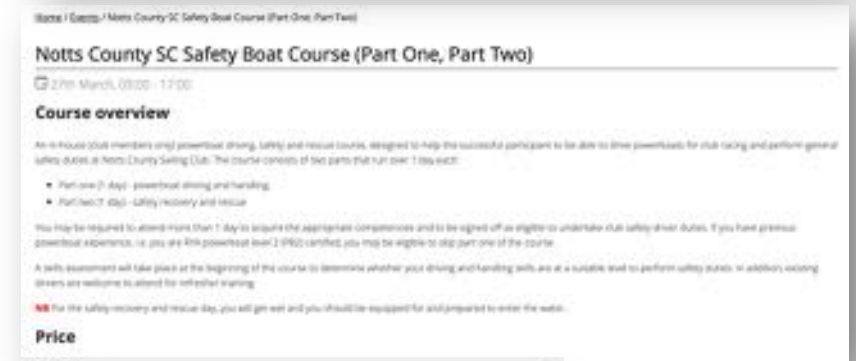 Home / Events / Notts County SC Safety Boat Course (Part One, Part Two)
Notts County SC Safety Boat Course (Part One, Part Two)
27th March, 09:00 - 17:00
Course overview
An in-house (club members only) powerboat driving, safety and rescue course, designed to help the successful participant to be able to drive powerboats for club racing and perform general
safety duties at Notts County Sailing Club. The course consists of two parts that run over 1 day each:
Part one (1 day) - powerboat driving and handling
Part two (1 day) - safety recovery and rescue
You may be required to attend more than 1 day to acquire the appropriate competences and to be signed off as eligible to undertake club safety driver duties. If you have previous
powerboat experience, i.e. you are RYA powerboat level 2 (PB2) certified, you may be eligible to skip part one of the course.
A skills assessment will take place at the beginning of the course to determine whether your driving and handling skills are at a suitable level to perform safety duties. In addition, existing
drivers are welcome to attend for refresher training.
NB For the safety recovery and rescue day, you will get wet and you should be equipped for and prepared to enter the water.
Price